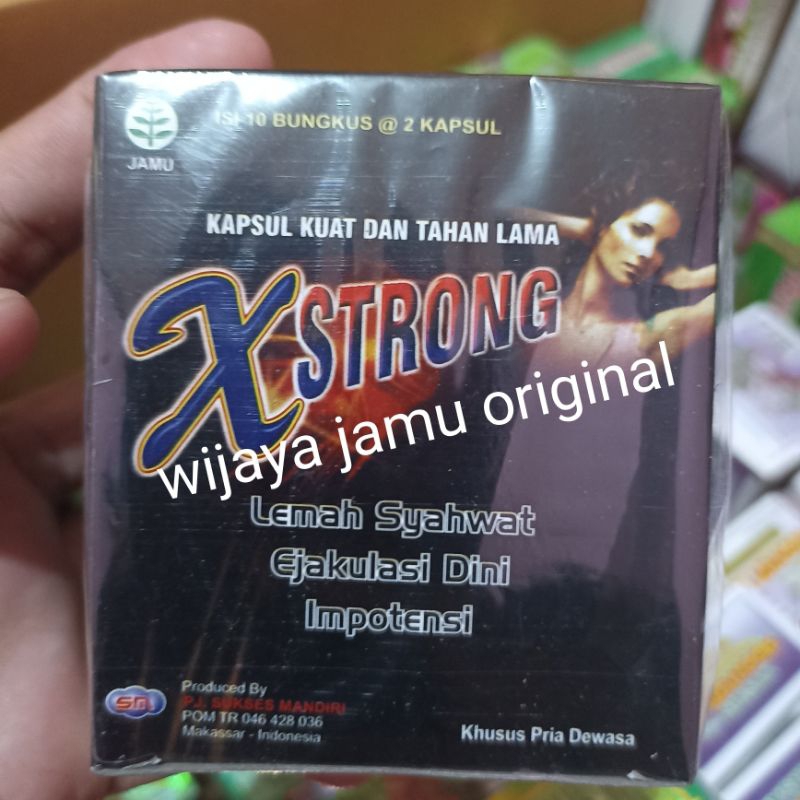 ISI 10 BUNGKUS @ 2 KAPSUL
JAMU
KAPSUL KUAT DAN TAHAN LAMA
XSTRONG
wijaya jamu original
Lemah Syahwat
Ejakulasi Dini
Impotensi
SM
Produced By
P.J. SUKSES MANDIRI
POM TR 046 428 036
Makassar - Indonesia
Khusus Pria Dewasa